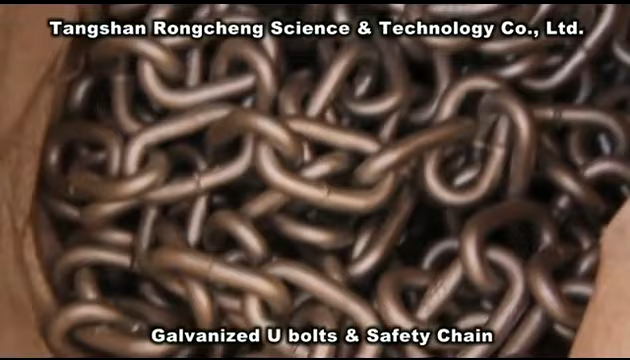 Tangshan Rongcheng Science & Technology Co., Ltd.
Galvanized U bolts & Safety Chain